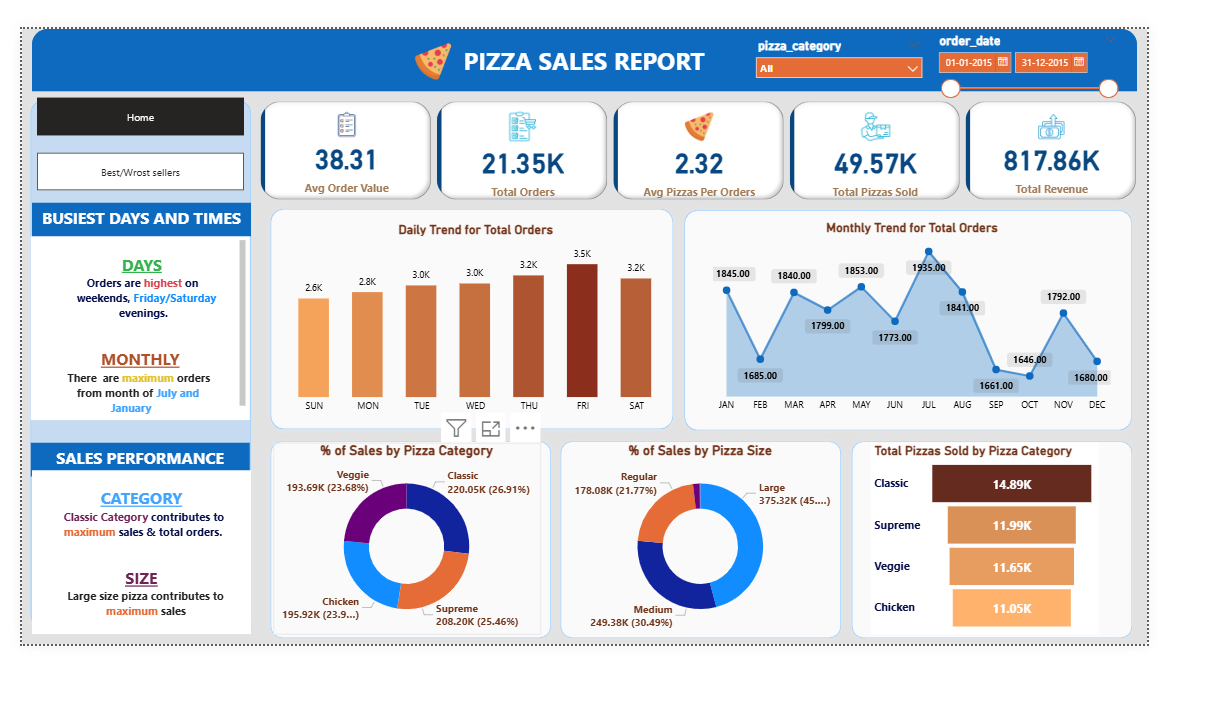 PIZZA SALES REPORT
pizza_category
All
order_date
01-01-2015
31-12-2015
Home
Best/Wrost sellers
BUSIEST DAYS AND TIMES
DAYS
Orders are highest on
weekends, Friday/Saturday
evenings.
MONTHLY
There are maximum orders
from month of July and
January
SALES PERFORMANCE
CATEGORY
Classic Category contributes to
maximum sales & total orders.
SIZE
Large size pizza contributes to
maximum sales
38.31
Avg Order Value
21.35K
Total Orders
2.32
Avg Pizzas Per Orders
49.57K
Total Pizzas Sold
817.86K
Total Revenue
Daily Trend for Total Orders
2.6K
2.8K
3.0K
3.0K
3.2K
3.5K
3.2K
SUN MON TUE WED THU FRI SAT
Monthly Trend for Total Orders
1845.00
1685.00
1840.00
1799.00
1853.00
1773.00
1935.00
1841.00
1661.00
1646.00
1792.00
1680.00
JAN FEB MAR APR MAY JUN JUL AUG SEP OCT NOV DEC
% of Sales by Pizza Category
Veggie
193.69K (23.68%)
Classic
220.05K (26.91%)
Chicken
195.92K (23.9...)
Supreme
208.20K (25.46%)
% of Sales by Pizza Size
Regular
178.08K (21.77%)
Large
375.32K (45....)
Medium
249.38K (30.49%)
Total Pizzas Sold by Pizza Category
Classic 14.89K
Supreme 11.99K
Veggie 11.65K
Chicken 11.05K